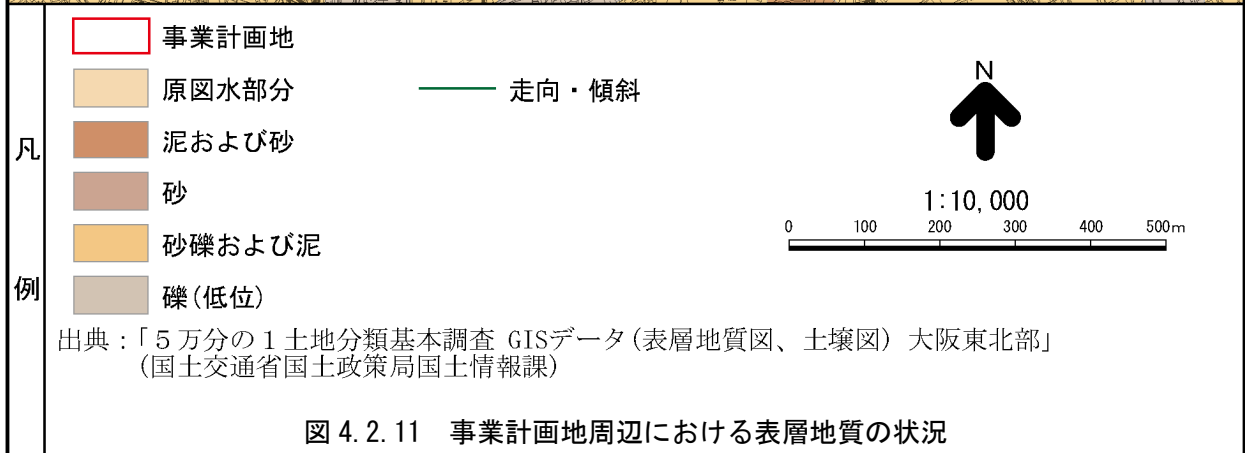 凡例
事業計画地
原図水部分
泥および砂
砂
砂礫および泥
礫(低位)
走向・傾斜
N
1:10,000
0 100 200 300 400 500m
出典:「5万分の1土地分類基本調査 GISデータ(表層地質図、土壌図) 大阪東北部」
(国土交通省国土政策局国土情報課)
図4.2.11 事業計画地周辺における表層地質の状況